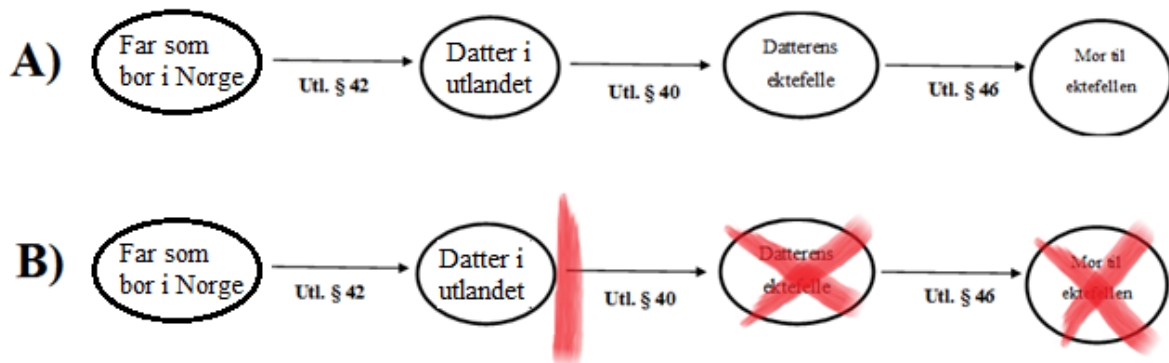 A)
Far som
bor i Norge
Utl. § 42
Datter i
utlandet
Utl. § 40
Datterens
ektefelle
Utl. § 46
Mor til
ektefellen
B)
Far som
bor i Norge
Utl. § 42
Datter i
utlandet
Utl. § 40
Datterens
ektefelle
Utl. § 46
Mor til
ektefellen